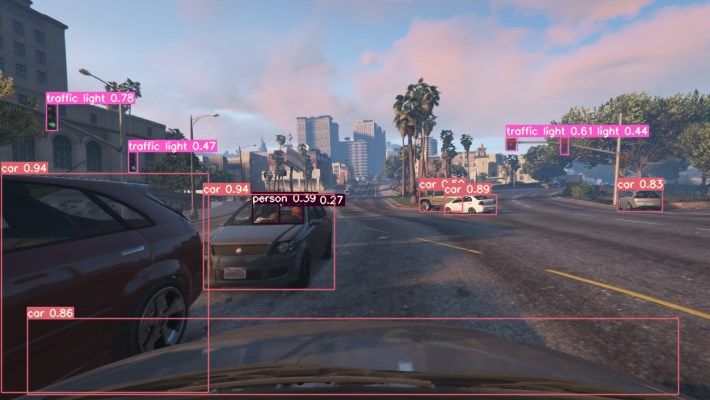 traffic light 0.78
traffic light 0.61 light 0.44
traffic light 0.47
car 0.94
car 0.94
person 0.39 0.27
car
0.89
car 0.83
car 0.86